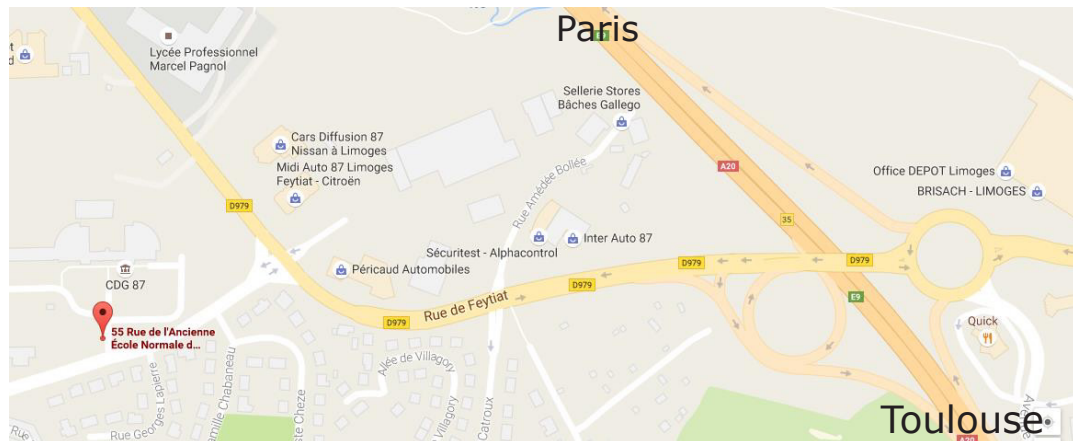 Paris
Lycée Professionnel
Marcel Pagnol
Sellerie Stores
Bâches Gallego
Cars Diffusion 87
Nissan à Limoges
Midi Auto 87 Limoges
Feytiat - Citroën
A20
Office DEPOT Limoges
BRISACH - LIMOGES
Rue Amédée Bollée
D979
35
Inter Auto 87
Sécuritest - Alphacontrol
D979
D979
Péricaud Automobiles
CDG 87
D979
E9
Rue de Feytiat
D979
Quick
55 Rue de l'Ancienne
École Normale d...
Allée de Villagory
Villagory
Catroux
Rue Georges Lapierre
Rue
Toulouse
A20